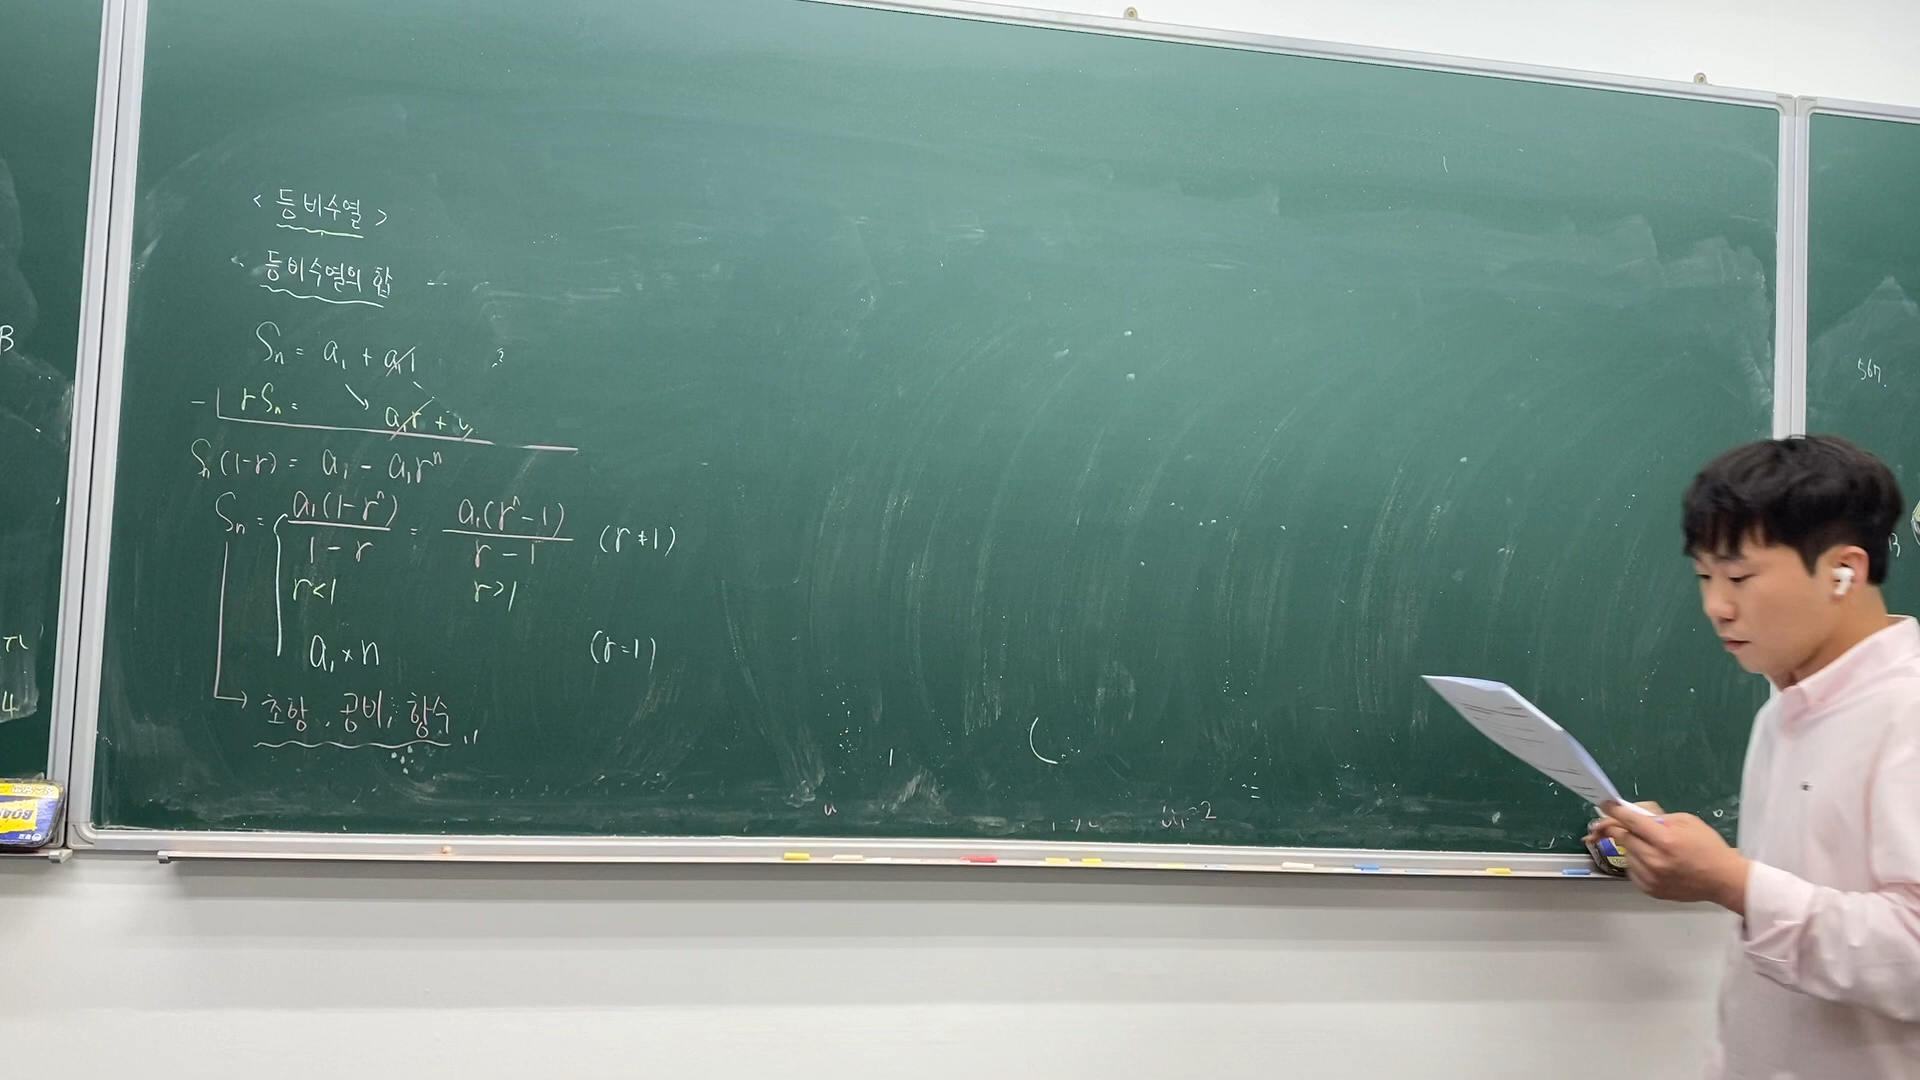 < 등비수열 >
등비수열의 합
Sₙ = a₁ +
- rSₙ = a₁r +
Sₙ(1-r) = a₁ - a₁rⁿ
Sₙ = { a₁(1-rⁿ) / 1-r = a₁(rⁿ-1) / r-1 (r≠1)
r<1 r>1
a₁×n (r=1)
→ 초항, 공비, 항수
567.